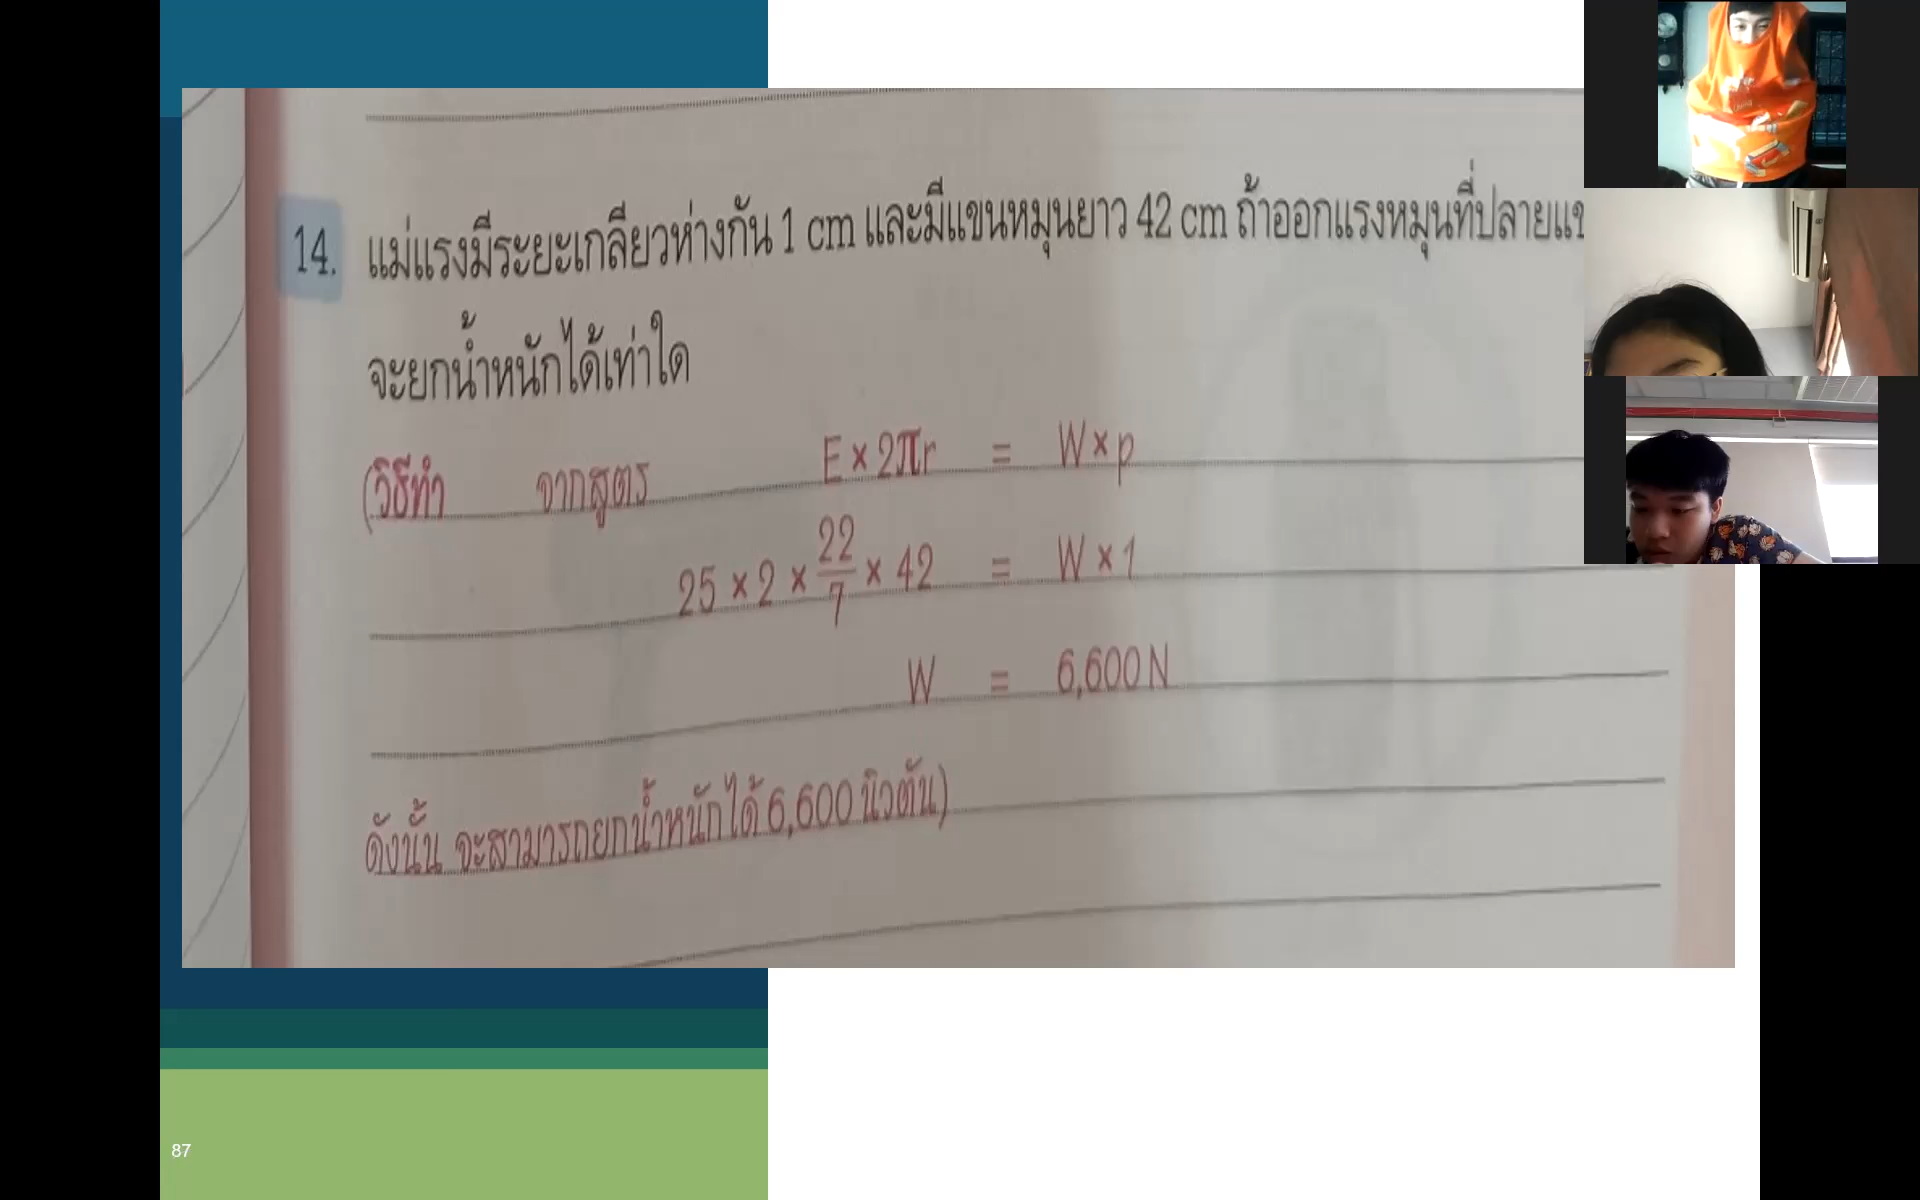 14. แม่แรงมีระยะเกลียวห่างกัน 1 cm และมีแขนหมุนยาว 42 cm ถ้าออกแรงหมุนที่ปลาย
จะยกน้ำหนักได้เท่าใด
(วิธีทำ จากสูตร E × 2πr = W × p
25 × 2 × 22/7 × 42 = W × 1
W = 6,600 N
ดังนั้น จะสามารถยกน้ำหนักได้ 6,600 นิวตัน)
87